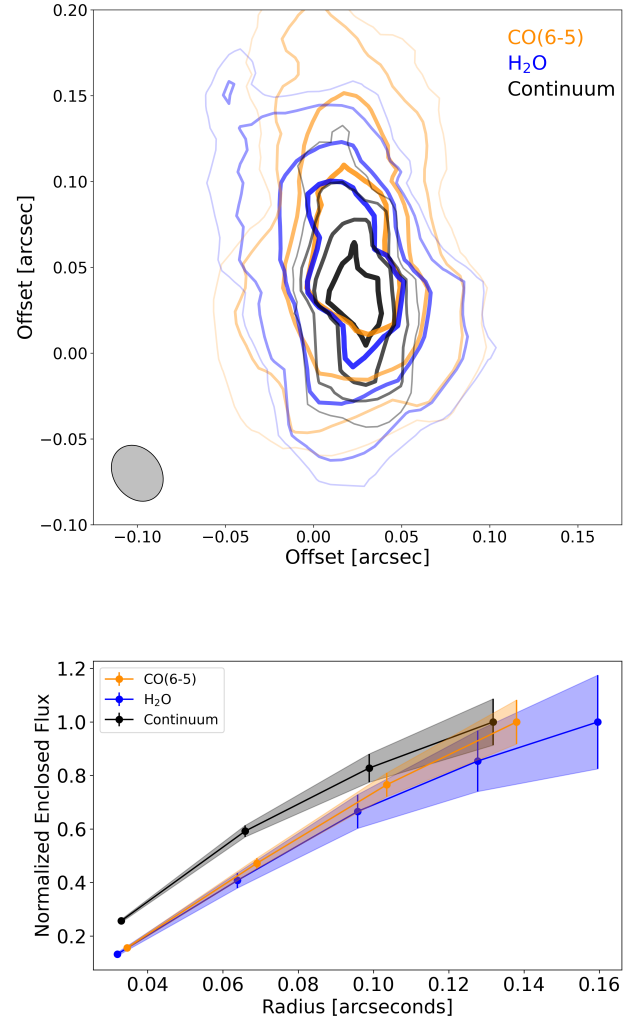 0.20
0.15
0.10
0.05
0.00
−0.05
−0.10
Offset [arcsec]
CO(6-5)
H₂O
Continuum
−0.10 −0.05 0.00 0.05 0.10 0.15
Offset [arcsec]
1.2
1.0
0.8
0.6
0.4
0.2
Normalized Enclosed Flux
CO(6-5)
H₂O
Continuum
0.04 0.06 0.08 0.10 0.12 0.14 0.16
Radius [arcseconds]